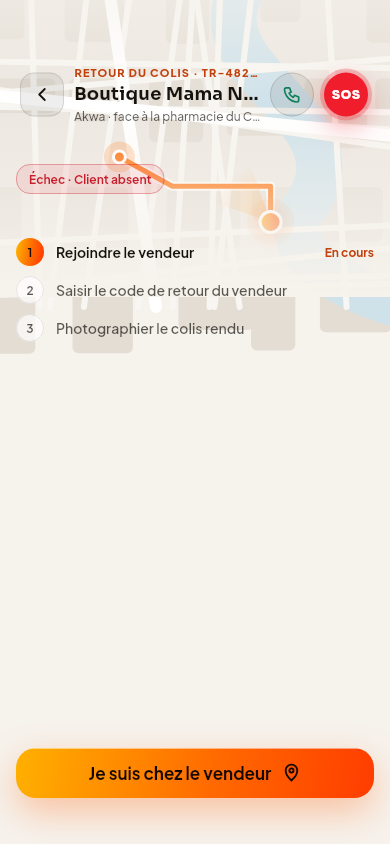 RETOUR DU COLIS · TR-482…
Boutique Mama N…
Akwa · face à la pharmacie du C…
SOS
Échec · Client absent
1 Rejoindre le vendeur En cours
2 Saisir le code de retour du vendeur
3 Photographier le colis rendu
Je suis chez le vendeur